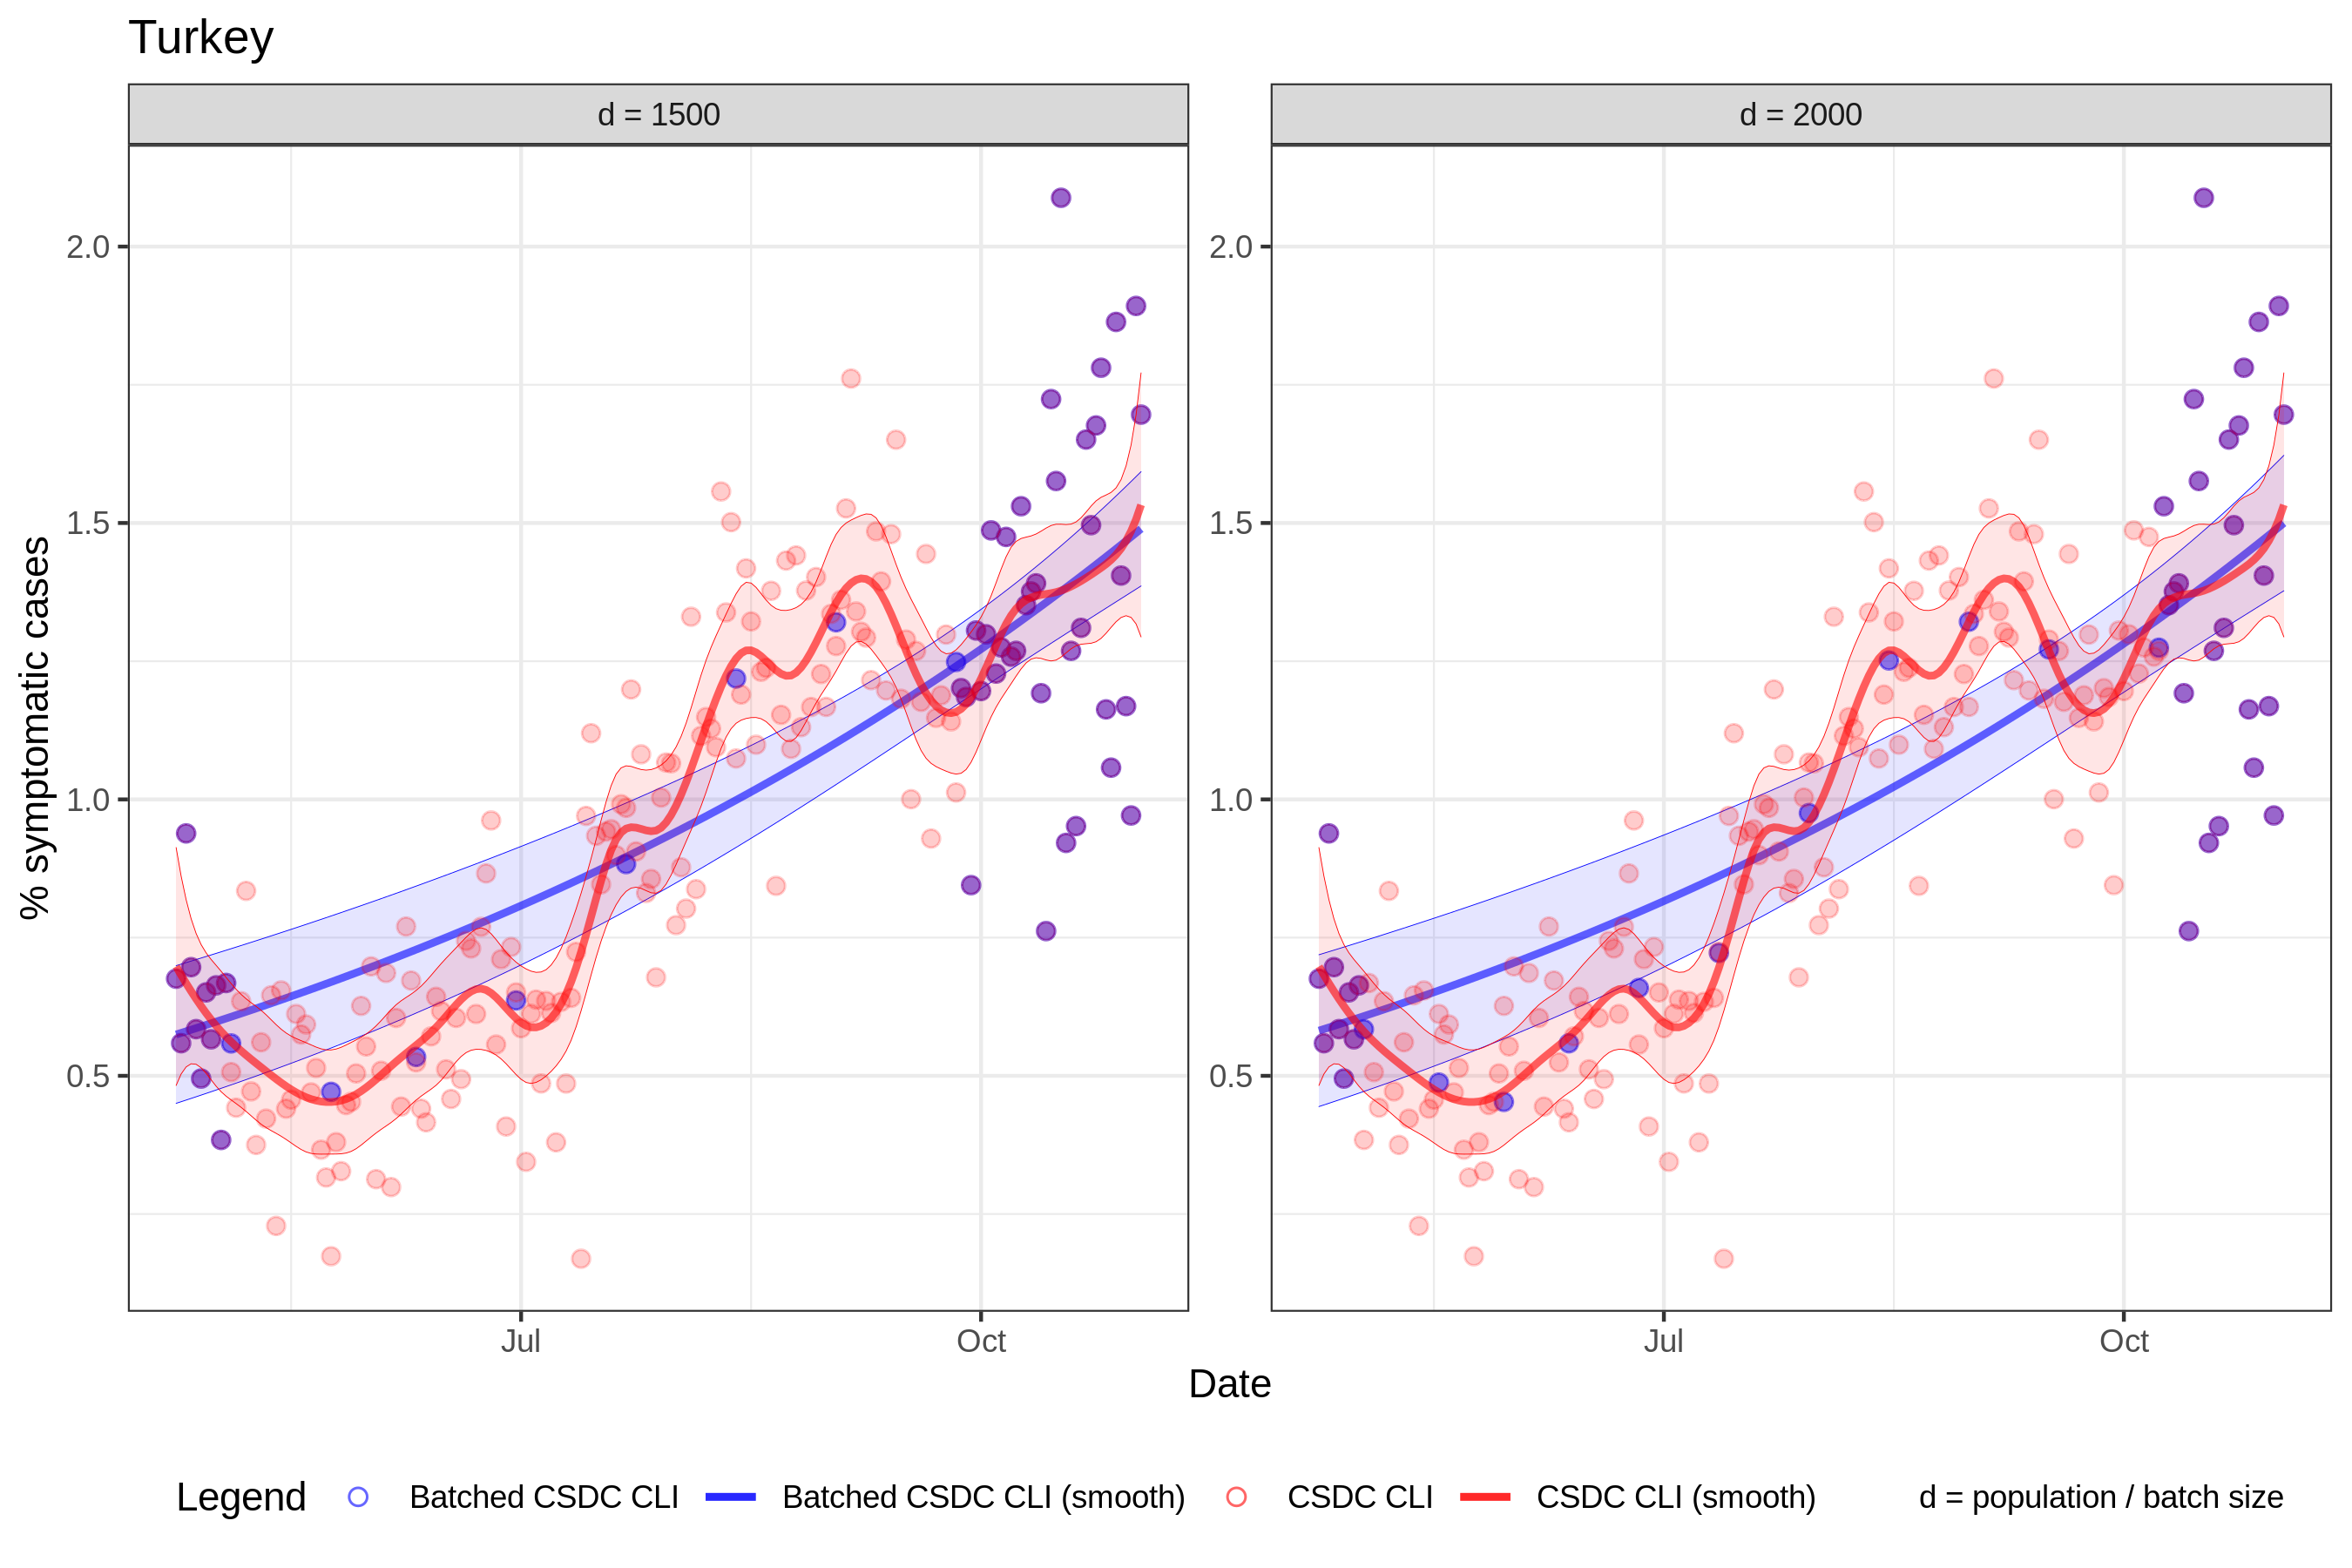 Turkey
d = 1500
d = 2000
% symptomatic cases
2.0
1.5
1.0
0.5
2.0
1.5
1.0
0.5
Jul
Oct
Jul
Oct
Date
Legend
Batched CSDC CLI
Batched CSDC CLI (smooth)
CSDC CLI
CSDC CLI (smooth)
d = population / batch size